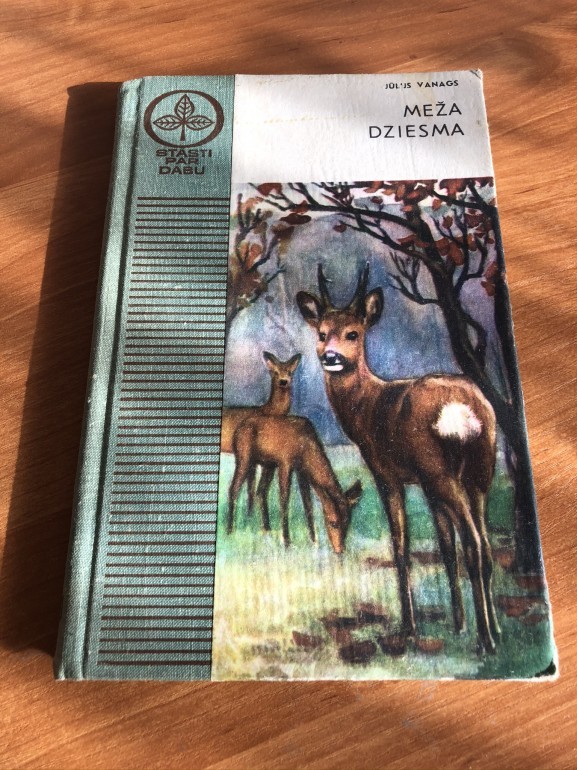 JŪLIJS VANAGS
MEŽA
DZIESMA
STĀSTI
PAR
DABU